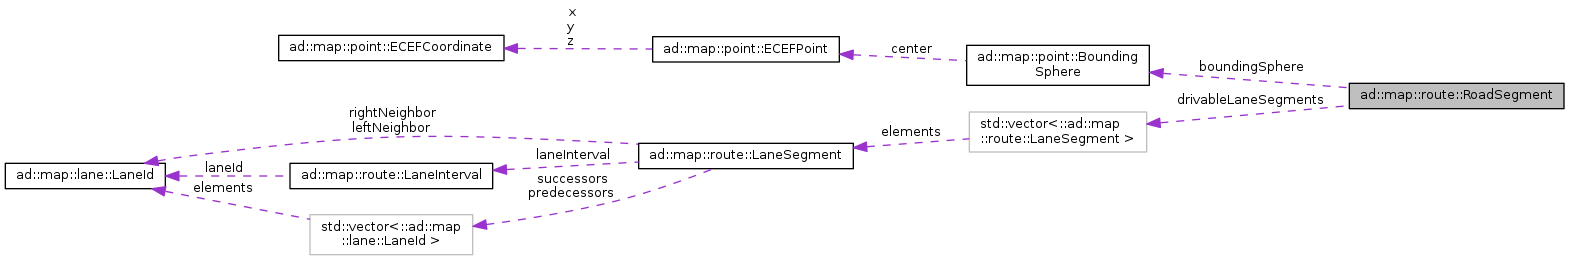 x
y
z
ad::map::point::ECEFCoordinate
ad::map::point::ECEFPoint
center
ad::map::point::Bounding
Sphere
boundingSphere
ad::map::route::RoadSegment
drivableLaneSegments
std::vector<::ad::map
::route::LaneSegment >
elements
rightNeighbor
leftNeighbor
ad::map::route::LaneSegment
laneInterval
laneId
ad::map::lane::LaneId
ad::map::route::LaneInterval
successors
predecessors
elements
std::vector<::ad::map
::lane::LaneId >